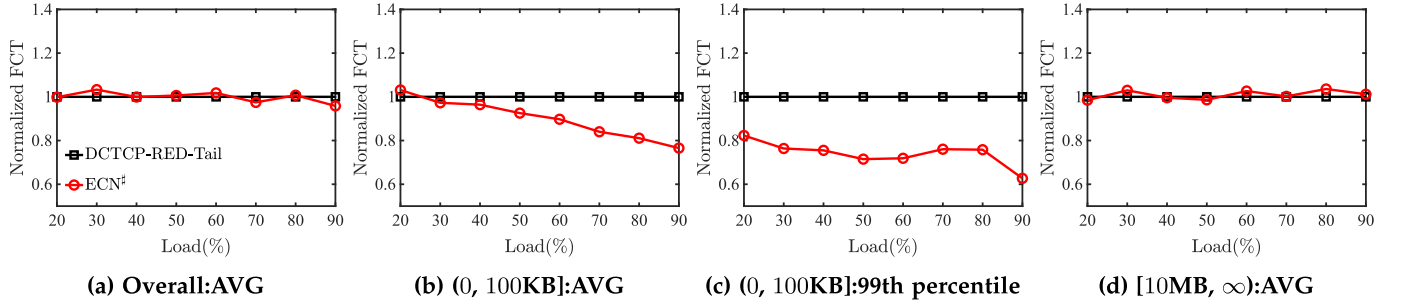 1.4
1.2
1
0.8
0.6
Normalized FCT
DCTCP-RED-Tail
ECN♯
20 30 40 50 60 70 80 90
Load(%)
(a) Overall:AVG
1.4
1.2
1
0.8
0.6
Normalized FCT
20 30 40 50 60 70 80 90
Load(%)
(b) (0, 100KB]:AVG
1.4
1.2
1
0.8
0.6
Normalized FCT
20 30 40 50 60 70 80 90
Load(%)
(c) (0, 100KB]:99th percentile
1.4
1.2
1
0.8
0.6
Normalized FCT
20 30 40 50 60 70 80 90
Load(%)
(d) [10MB, ∞):AVG